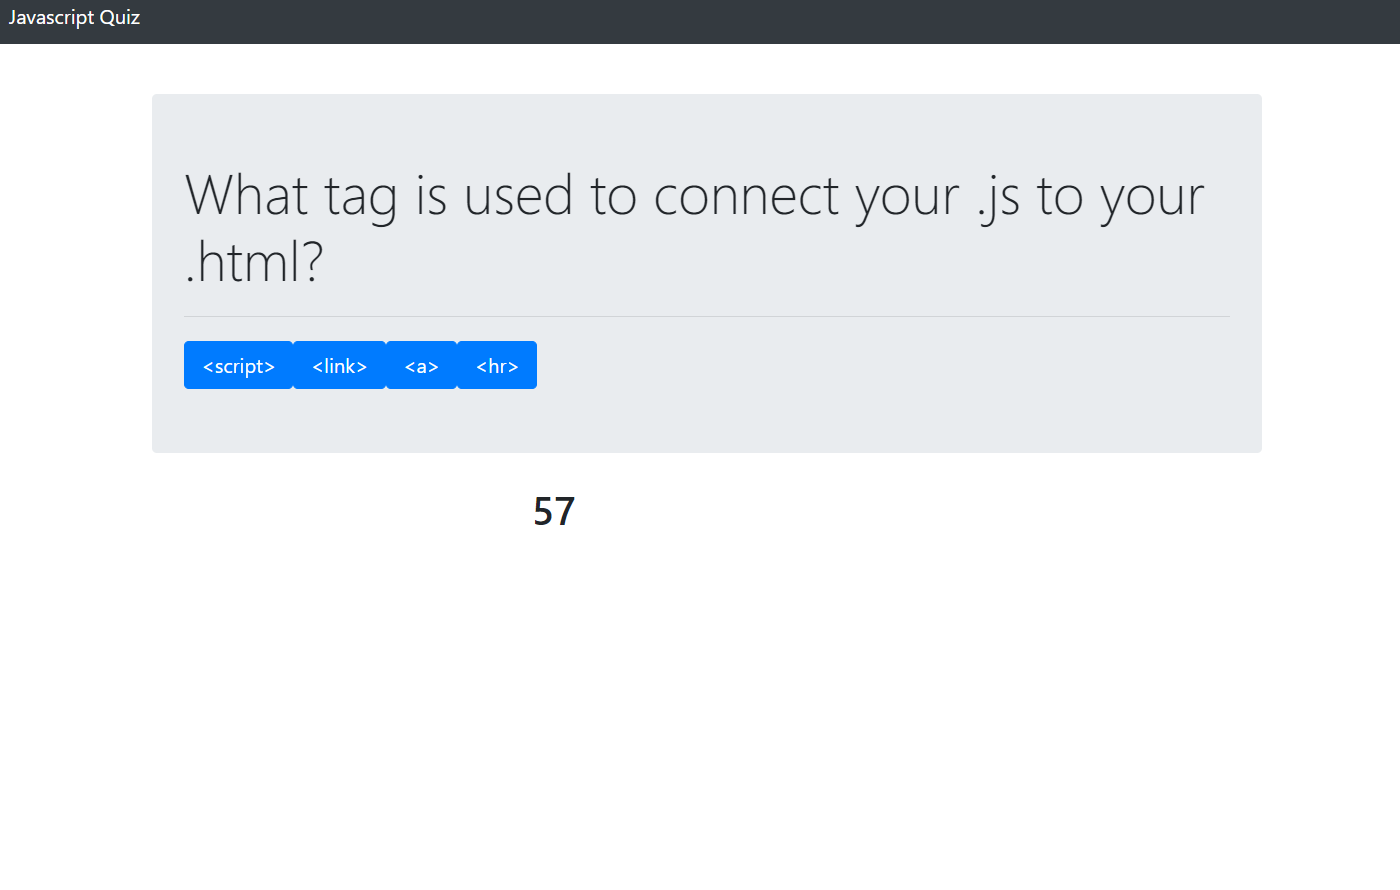 Javascript Quiz
What tag is used to connect your .js to your
.html?
<script> <link> <a> <hr>
57